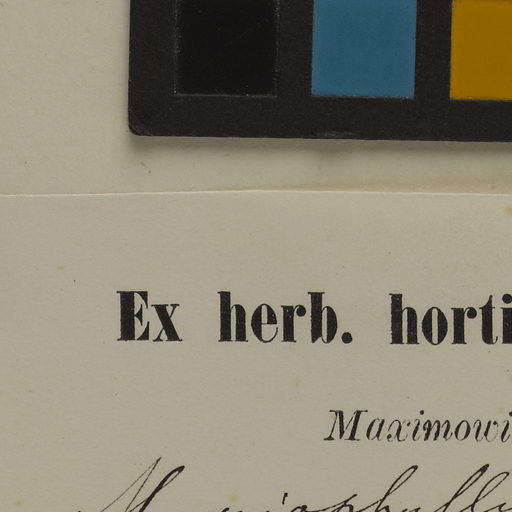 Ex herb. horti
Maximowi